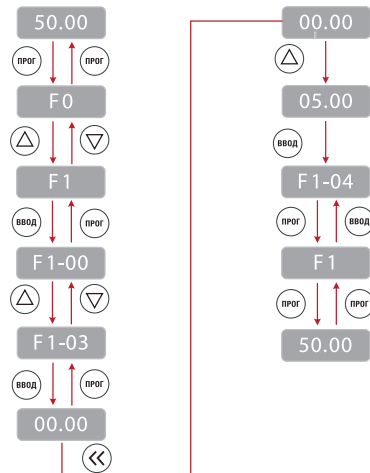 50.00
ПРОГ ПРОГ
F0
F1
ВВОД ПРОГ
F1-00
F1-03
ВВОД ПРОГ
00.00
00.00
05.00
ВВОД
F1-04
ПРОГ ВВОД
F1
ПРОГ ПРОГ
50.00